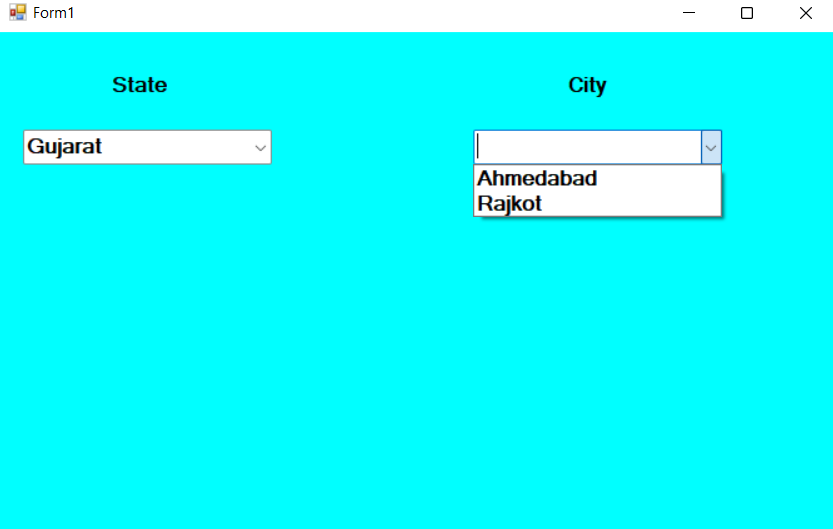 Form1
State
City
Gujarat
Ahmedabad
Rajkot